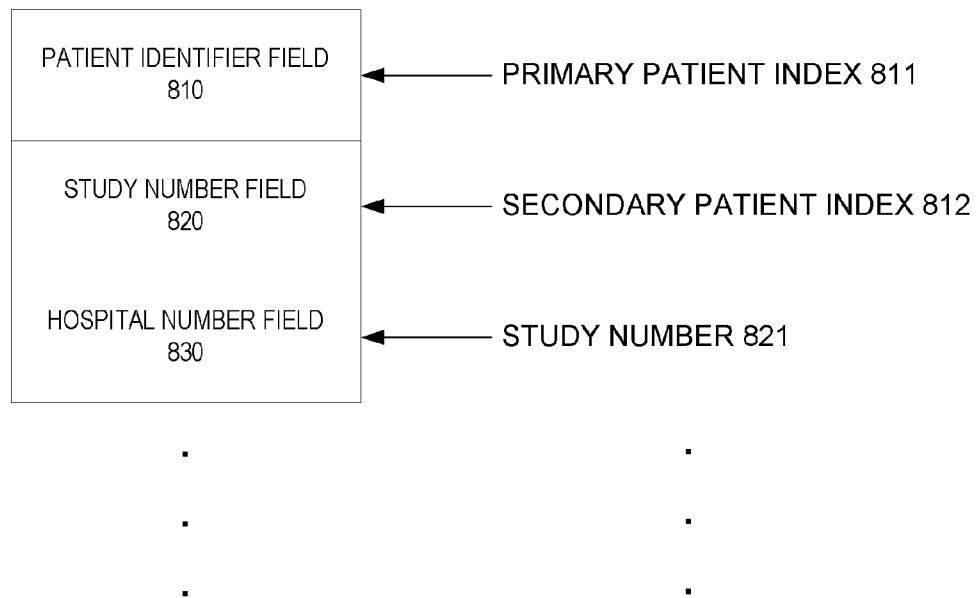 PATIENT IDENTIFIER FIELD
810
PRIMARY PATIENT INDEX 811
STUDY NUMBER FIELD
820
SECONDARY PATIENT INDEX 812
HOSPITAL NUMBER FIELD
830
STUDY NUMBER 821